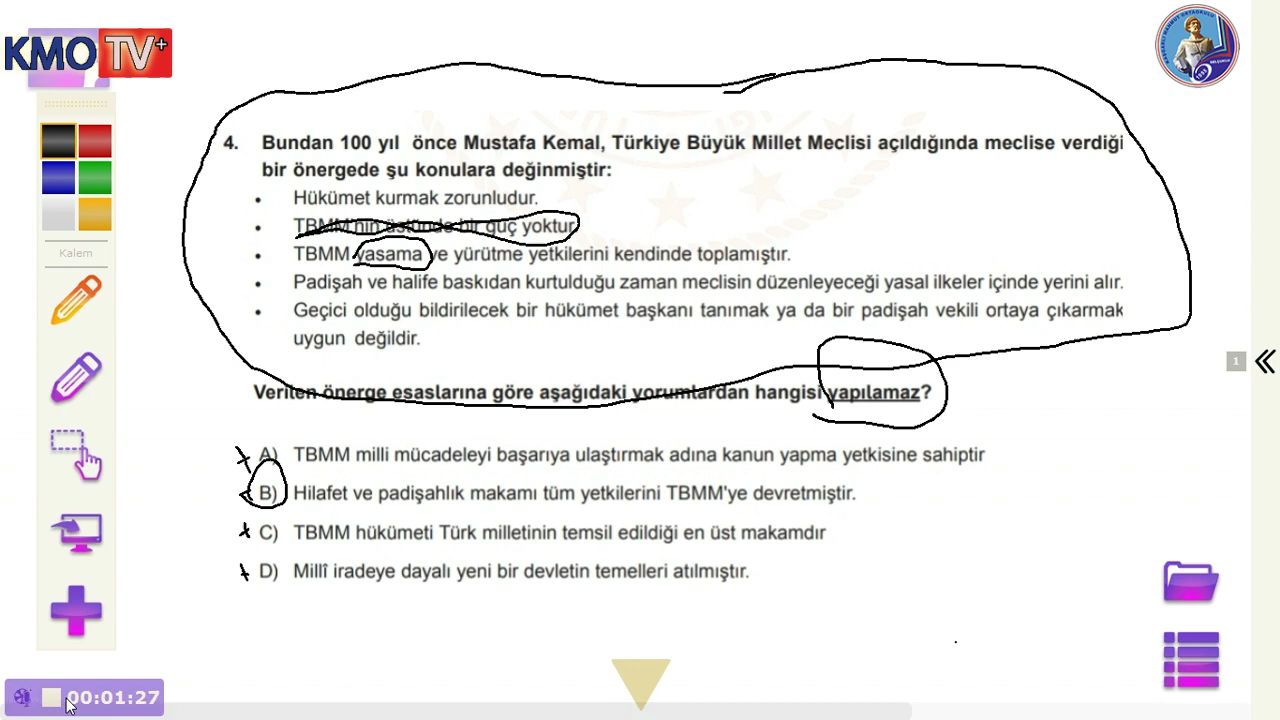 KMO TV+
Kalem
4. Bundan 100 yıl önce Mustafa Kemal, Türkiye Büyük Millet Meclisi açıldığında meclise verdiği
bir önergede şu konulara değinmiştir:
• Hükümet kurmak zorunludur.
• TBMM'nin üstünde bir güç yoktur
• TBMM yasama ve yürütme yetkilerini kendinde toplamıştır.
• Padişah ve halife baskıdan kurtulduğu zaman meclisin düzenleyeceği yasal ilkeler içinde yerini alır.
• Geçici olduğu bildirilecek bir hükümet başkanı tanımak ya da bir padişah vekili ortaya çıkarmak
uygun değildir.
Verilen önerge esaslarına göre aşağıdaki yorumlardan hangisi yapılamaz?
A) TBMM milli mücadeleyi başarıya ulaştırmak adına kanun yapma yetkisine sahiptir
B) Hilafet ve padişahlık makamı tüm yetkilerini TBMM'ye devretmiştir.
C) TBMM hükümeti Türk milletinin temsil edildiği en üst makamdır
D) Millî iradeye dayalı yeni bir devletin temelleri atılmıştır.
1
00:01:27